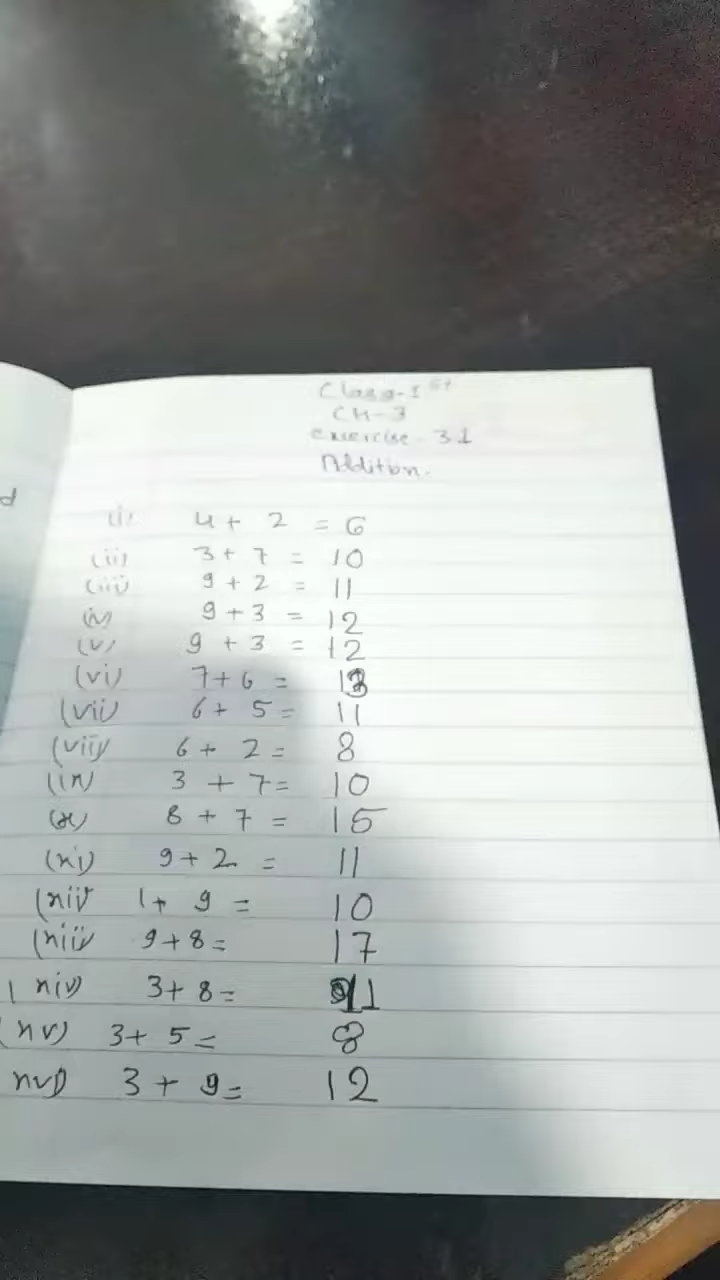 Class-1st
CH-3
exercise-3.1
Addition.
d
(i) 4 + 2 = 6
(ii) 3 + 7 = 10
(iii) 9 + 2 = 11
(iv) 9 + 3 = 12
(v) 9 + 3 = 12
(vi) 7 + 6 = 13
(vii) 6 + 5 = 11
(viii) 6 + 2 = 8
(ix) 3 + 7 = 10
(x) 8 + 7 = 15
(xi) 9 + 2 = 11
(xii) 1 + 9 = 10
(xiii) 9 + 8 = 17
(xiv) 3 + 8 = 11
(xv) 3 + 5 = 8
xvi) 3 + 9 = 12